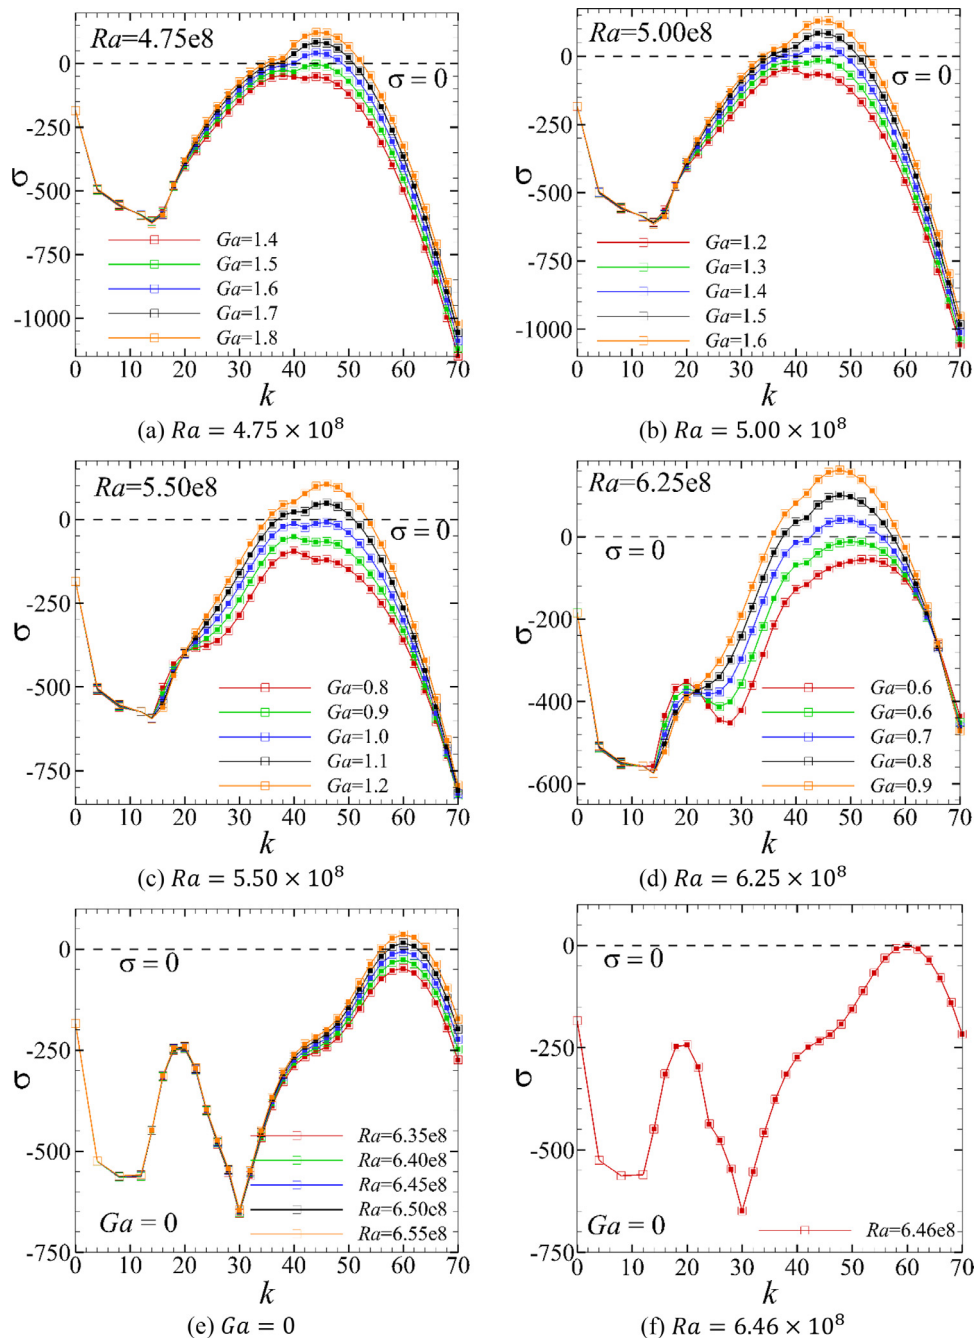 Ra=4.75e8
σ = 0
0
-250
-500
-750
-1000
σ
Ga=1.4
Ga=1.5
Ga=1.6
Ga=1.7
Ga=1.8
0 10 20 30 40 50 60 70
k
(a) Ra = 4.75 × 10⁸
Ra=5.00e8
σ = 0
0
-250
-500
-750
-1000
σ
Ga=1.2
Ga=1.3
Ga=1.4
Ga=1.5
Ga=1.6
0 10 20 30 40 50 60 70
k
(b) Ra = 5.00 × 10⁸
Ra=5.50e8
σ = 0
0
-250
-500
-750
σ
Ga=0.8
Ga=0.9
Ga=1.0
Ga=1.1
Ga=1.2
0 10 20 30 40 50 60 70
k
(c) Ra = 5.50 × 10⁸
Ra=6.25e8
σ = 0
0
-200
-400
-600
σ
Ga=0.6
Ga=0.6
Ga=0.7
Ga=0.8
Ga=0.9
0 10 20 30 40 50 60 70
k
(d) Ra = 6.25 × 10⁸
0
-250
-500
-750
σ
σ = 0
Ra=6.35e8
Ra=6.40e8
Ra=6.45e8
Ra=6.50e8
Ra=6.55e8
Ga = 0
0 10 20 30 40 50 60 70
k
(e) Ga = 0
0
-250
-500
-750
σ
σ = 0
Ga = 0
Ra=6.46e8
0 10 20 30 40 50 60 70
k
(f) Ra = 6.46 × 10⁸